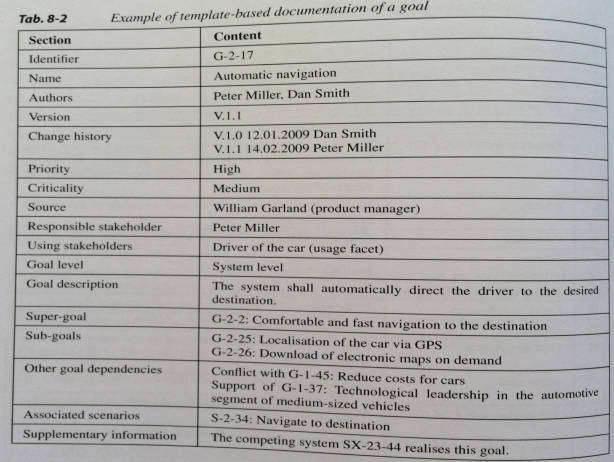 Tab. 8-2 Example of template-based documentation of a goal
Section Content
Identifier G-2-17
Name Automatic navigation
Authors Peter Miller, Dan Smith
Version V.1.1
Change history V.1.0 12.01.2009 Dan Smith
V.1.1 14.02.2009 Peter Miller
Priority High
Criticality Medium
Source William Garland (product manager)
Responsible stakeholder Peter Miller
Using stakeholders Driver of the car (usage facet)
Goal level System level
Goal description The system shall automatically direct the driver to the desired
destination.
Super-goal G-2-2: Comfortable and fast navigation to the destination
Sub-goals G-2-25: Localisation of the car via GPS
G-2-26: Download of electronic maps on demand
Other goal dependencies Conflict with G-1-45: Reduce costs for cars
Support of G-1-37: Technological leadership in the automotive
segment of medium-sized vehicles
Associated scenarios S-2-34: Navigate to destination
Supplementary information The competing system SX-23-44 realises this goal.